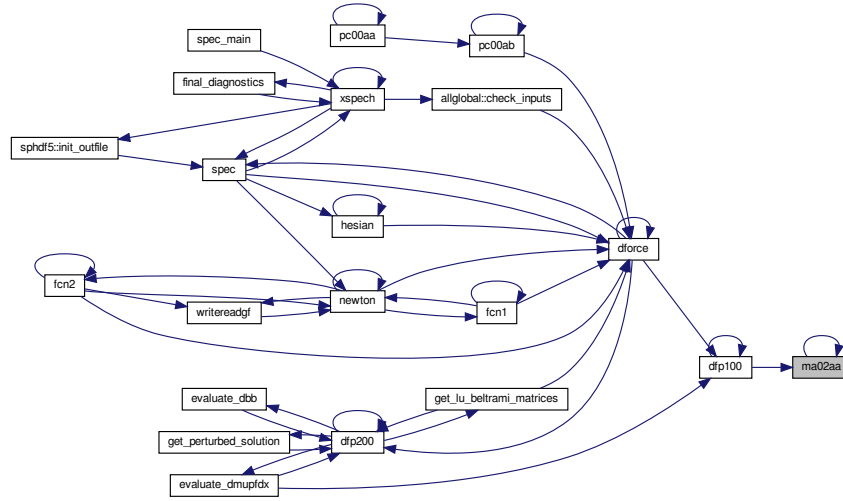 pc00aa
spec_main
pc00ab
final_diagnostics
xspech
allglobal::check_inputs
sphdf5::init_outfile
spec
hesian
dforce
fcn2
newton
writereadgf
fcn1
dfp100
ma02aa
evaluate_dbb
get_lu_beltrami_matrices
get_perturbed_solution
dfp200
evaluate_dmupfdx